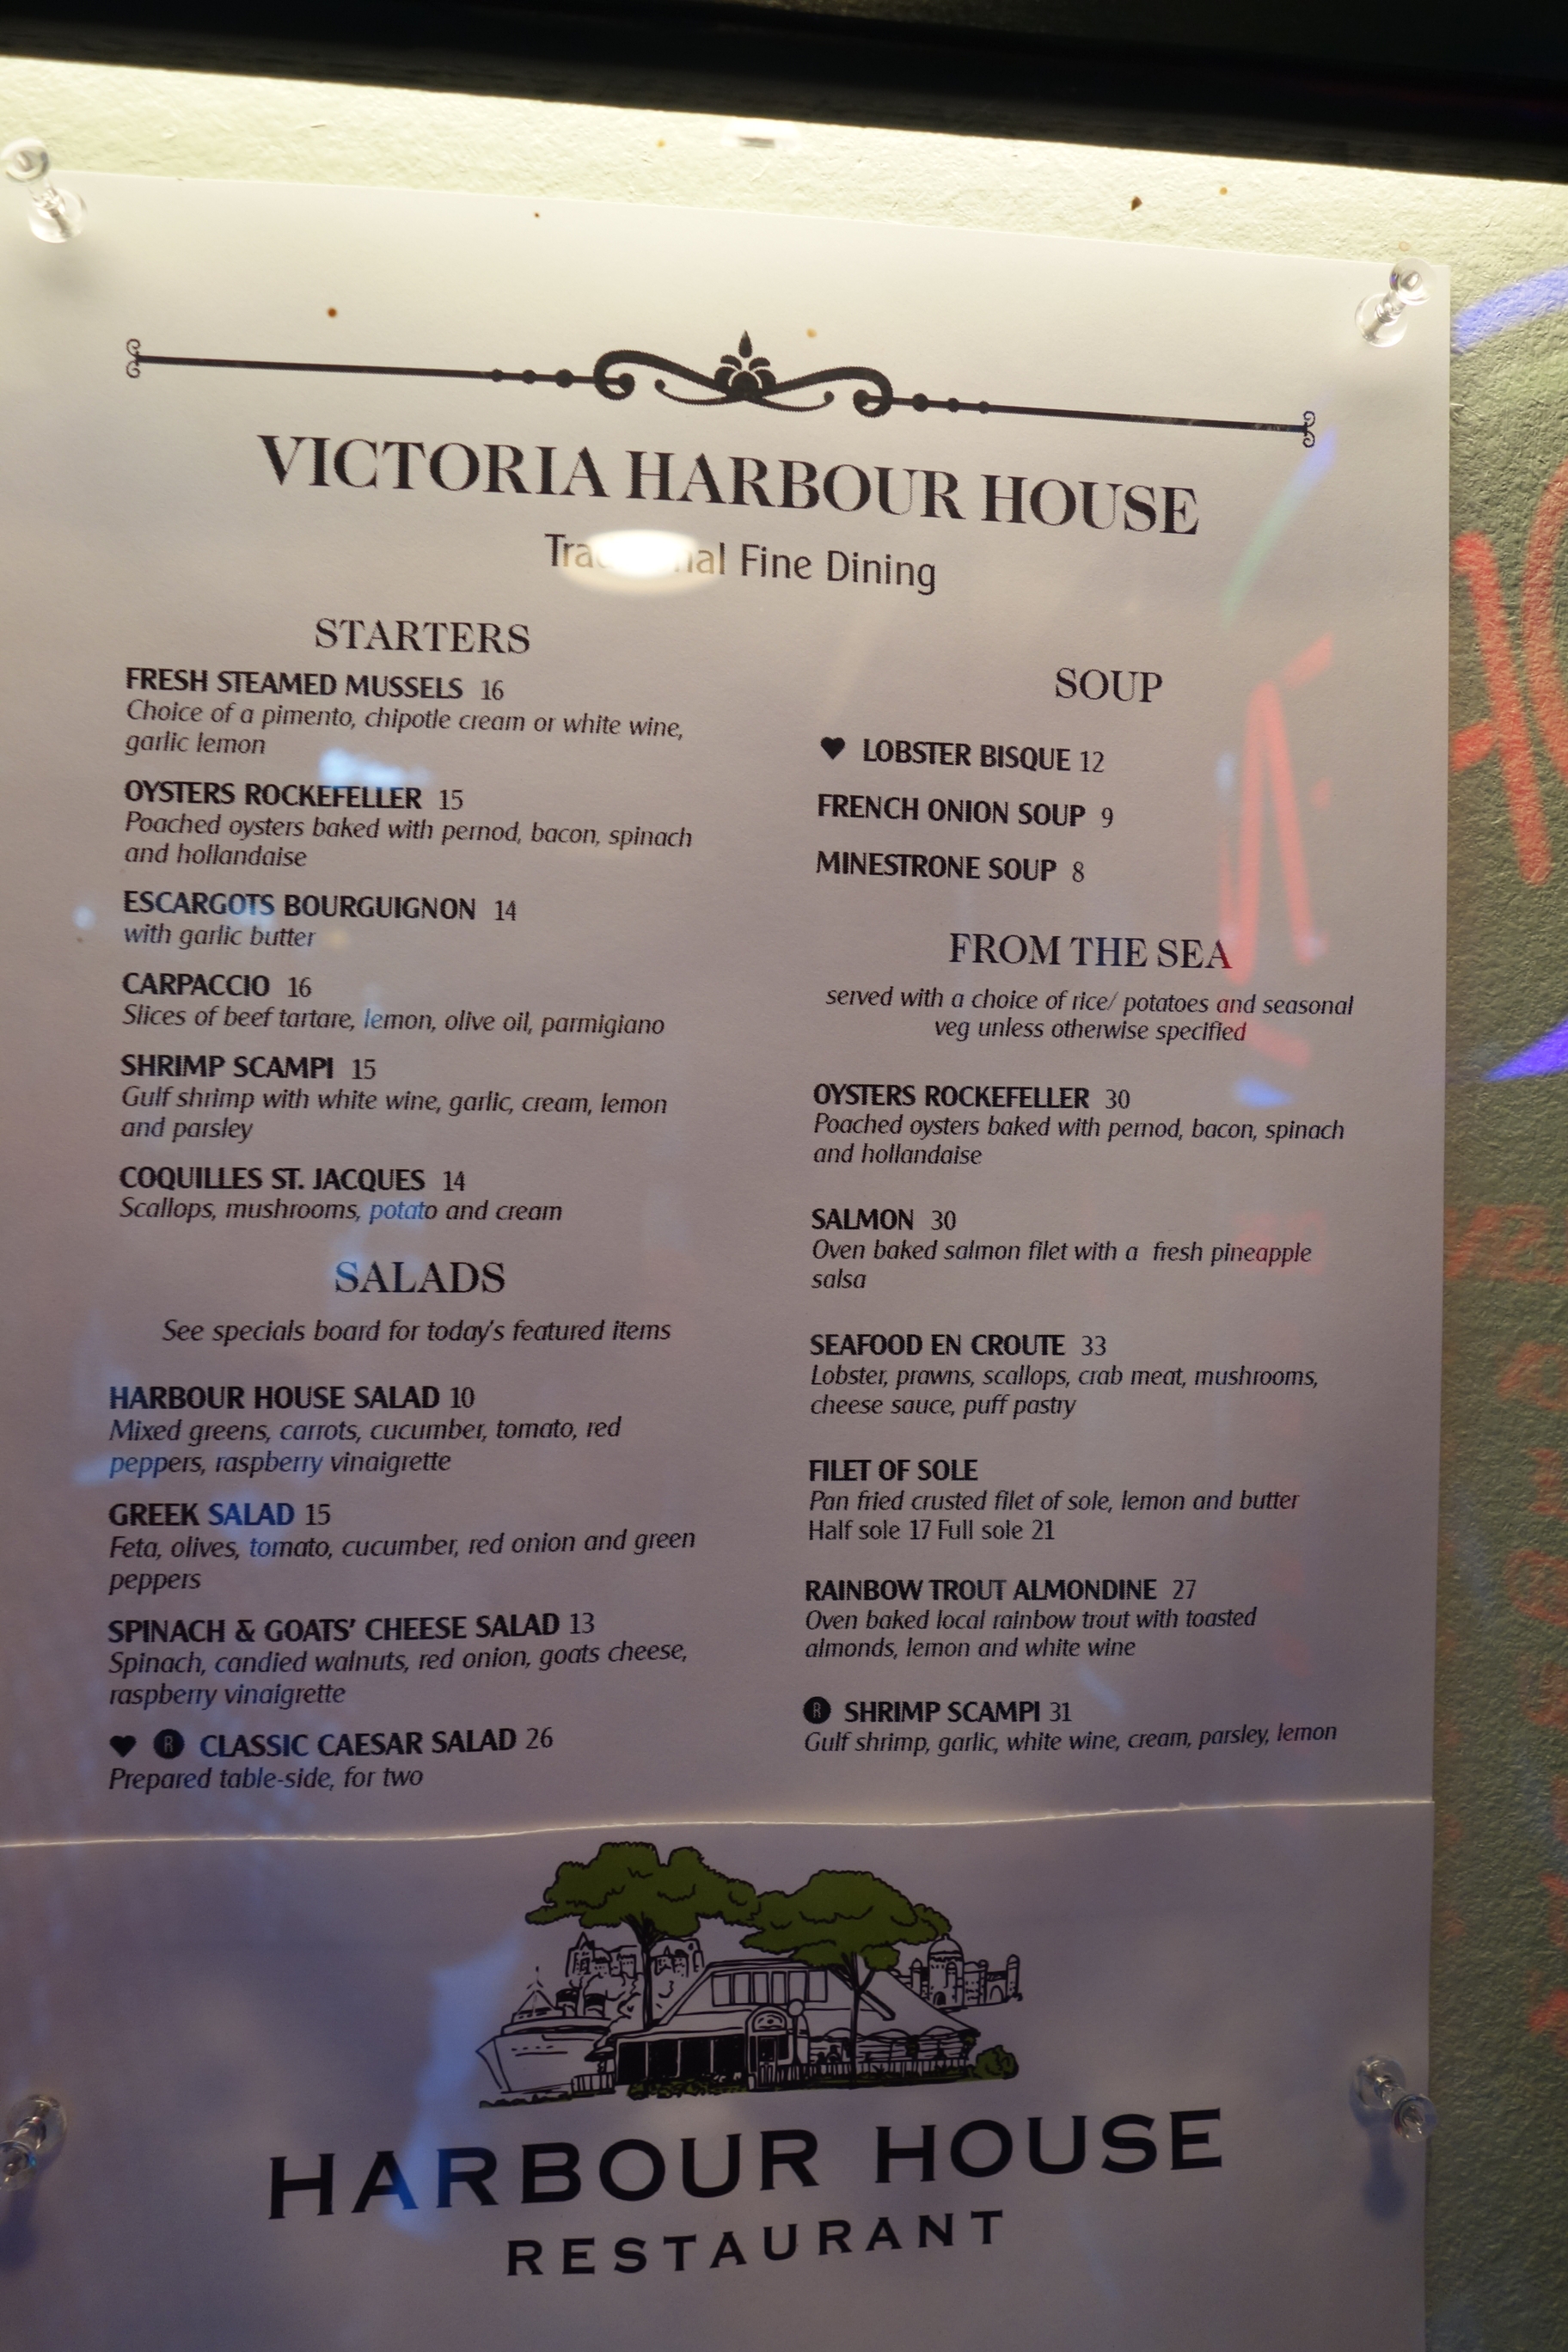 VICTORIA HARBOUR HOUSE
Fine Dining
STARTERS
FRESH STEAMED MUSSELS 16
Choice of a pimento, chipotle cream or white wine,
garlic lemon
OYSTERS ROCKEFELLER 15
Poached oysters baked with pernod, bacon, spinach
and hollandaise
ESCARGOTS BOURGUIGNON 14
with garlic butter
CARPACCIO 16
Slices of beef tartare, lemon, olive oil, parmigiano
SHRIMP SCAMPI 15
Gulf shrimp with white wine, garlic, cream, lemon
and parsley
COQUILLES ST. JACQUES 14
Scallops, mushrooms, potato and cream
SALADS
See specials board for today's featured items
HARBOUR HOUSE SALAD 10
Mixed greens, carrots, cucumber, tomato, red
peppers, raspberry vinaigrette
GREEK SALAD 15
Feta, olives, tomato, cucumber, red onion and green
peppers
SPINACH & GOATS' CHEESE SALAD 13
Spinach, candied walnuts, red onion, goats cheese,
raspberry vinaigrette
♥ R CLASSIC CAESAR SALAD 26
Prepared table-side, for two
SOUP
♥ LOBSTER BISQUE 12
FRENCH ONION SOUP 9
MINESTRONE SOUP 8
FROM THE SEA
served with a choice of rice/ potatoes and seasonal
veg unless otherwise specified
OYSTERS ROCKEFELLER 30
Poached oysters baked with pernod, bacon, spinach
and hollandaise
SALMON 30
Oven baked salmon filet with a fresh pineapple
salsa
SEAFOOD EN CROUTE 33
Lobster, prawns, scallops, crab meat, mushrooms,
cheese sauce, puff pastry
FILET OF SOLE
Pan fried crusted filet of sole, lemon and butter
Half sole 17 Full sole 21
RAINBOW TROUT ALMONDINE 27
Oven baked local rainbow trout with toasted
almonds, lemon and white wine
R SHRIMP SCAMPI 31
Gulf shrimp, garlic, white wine, cream, parsley, lemon
HARBOUR HOUSE
RESTAURANT